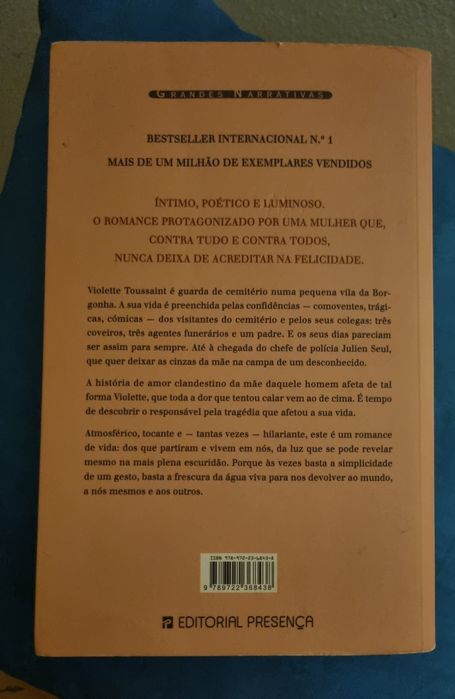 GRANDES NARRATIVAS
BESTSELLER INTERNACIONAL N.º 1
MAIS DE UM MILHÃO DE EXEMPLARES VENDIDOS
ÍNTIMO, POÉTICO E LUMINOSO.
O ROMANCE PROTAGONIZADO POR UMA MULHER QUE,
CONTRA TUDO E CONTRA TODOS,
NUNCA DEIXA DE ACREDITAR NA FELICIDADE.
Violette Toussaint é guarda de cemitério numa pequena vila da Bor-
gonha. A sua vida é preenchida pelas confidências — comoventes, trági-
cas, cómicas — dos visitantes do cemitério e pelos seus colegas: três
coveiros, três agentes funerários e um padre. E os seus dias pareciam
ser assim para sempre. Até à chegada do chefe de polícia Julien Seul,
que quer deixar as cinzas da mãe na campa de um desconhecido.
A história de amor clandestino da mãe daquele homem afeta de tal
forma Violette, que toda a dor que tentou calar vem ao de cima. É tempo
de descobrir o responsável pela tragédia que afetou a sua vida.
Atmosférico, tocante e — tantas vezes — hilariante, este é um romance
de vida: dos que partiram e vivem em nós, da luz que se pode revelar
mesmo na mais plena escuridão. Porque às vezes basta a simplicidade
de um gesto, basta a frescura da água viva para nos devolver ao mundo,
a nós mesmos e aos outros.
ISBN 978-972-23-6843-8
9 789722 368438
EDITORIAL PRESENÇA